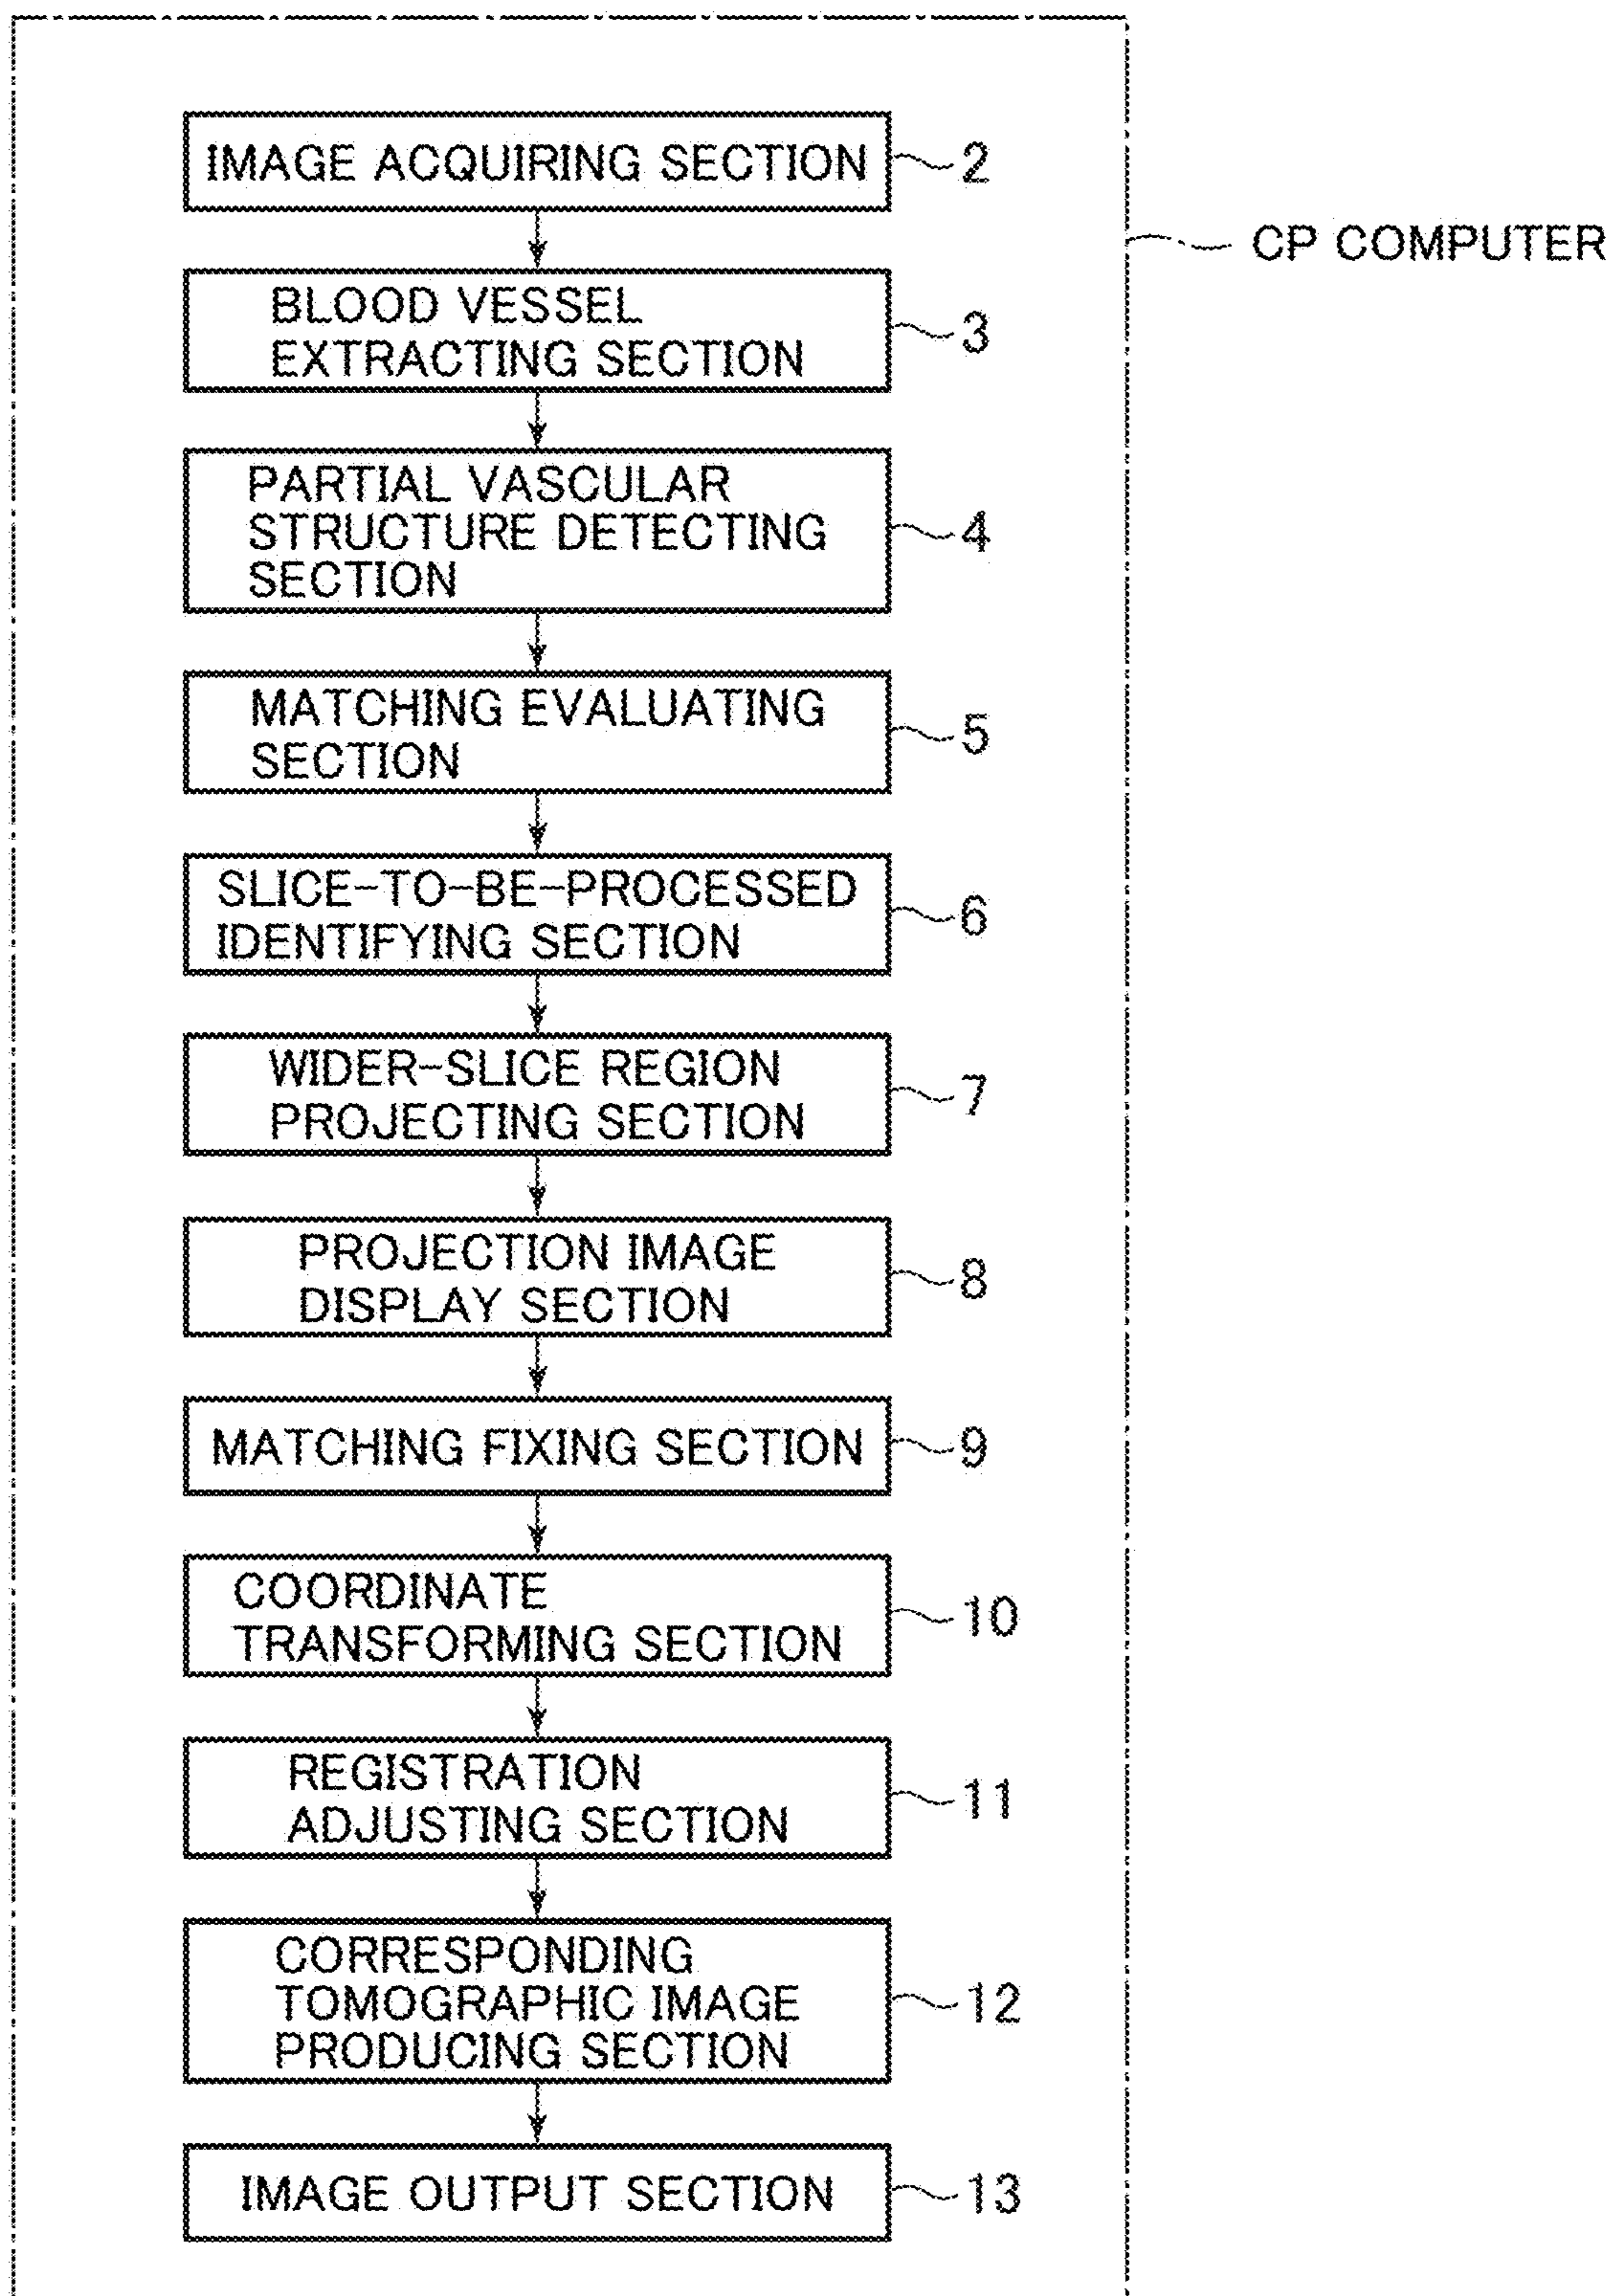 IMAGE ACQUIRING SECTION
2
CP COMPUTER
BLOOD VESSEL
EXTRACTING SECTION
3
PARTIAL VASCULAR
STRUCTURE DETECTING
SECTION
4
MATCHING EVALUATING
SECTION
5
SLICE-TO-BE-PROCESSED
IDENTIFYING SECTION
6
WIDER-SLICE REGION
PROJECTING SECTION
7
PROJECTION IMAGE
DISPLAY SECTION
8
MATCHING FIXING SECTION
9
COORDINATE
TRANSFORMING SECTION
10
REGISTRATION
ADJUSTING SECTION
11
CORRESPONDING
TOMOGRAPHIC IMAGE
PRODUCING SECTION
12
IMAGE OUTPUT SECTION
13